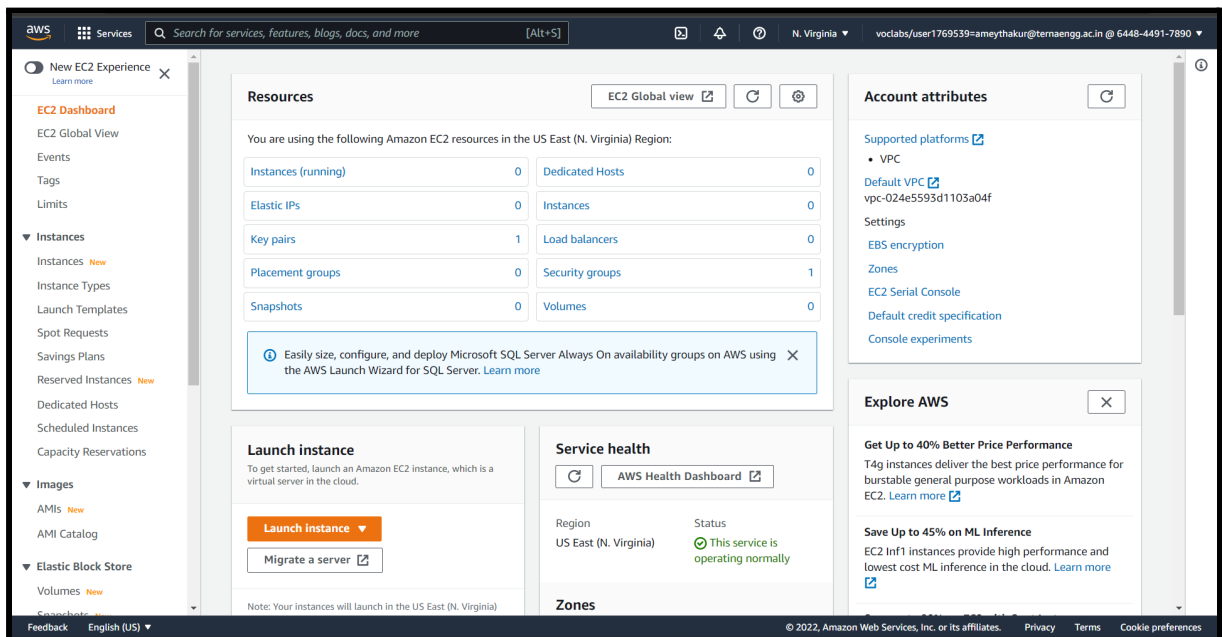 aws
Services
Search for services, features, blogs, docs, and more [Alt+S]
N. Virginia ▼
voclabs/user1769539=ameythakur@ternaengg.ac.in @ 6448-4491-7890 ▼
New EC2 Experience
Learn more
EC2 Dashboard
EC2 Global View
Events
Tags
Limits
▼ Instances
Instances New
Instance Types
Launch Templates
Spot Requests
Savings Plans
Reserved Instances New
Dedicated Hosts
Scheduled Instances
Capacity Reservations
▼ Images
AMIs New
AMI Catalog
▼ Elastic Block Store
Volumes New
Resources
EC2 Global view
You are using the following Amazon EC2 resources in the US East (N. Virginia) Region:
Instances (running) 0
Dedicated Hosts 0
Elastic IPs 0
Instances 0
Key pairs 1
Load balancers 0
Placement groups 0
Security groups 1
Snapshots 0
Volumes 0
Easily size, configure, and deploy Microsoft SQL Server Always On availability groups on AWS using
the AWS Launch Wizard for SQL Server. Learn more
Launch instance
To get started, launch an Amazon EC2 instance, which is a
virtual server in the cloud.
Launch instance ▼
Migrate a server
Note: Your instances will launch in the US East (N. Virginia)
Service health
AWS Health Dashboard
Region
US East (N. Virginia)
Status
This service is
operating normally
Zones
Account attributes
Supported platforms
• VPC
Default VPC
vpc-024e5593d1103a04f
Settings
EBS encryption
Zones
EC2 Serial Console
Default credit specification
Console experiments
Explore AWS
Get Up to 40% Better Price Performance
T4g instances deliver the best price performance for
burstable general purpose workloads in Amazon
EC2. Learn more
Save Up to 45% on ML Inference
EC2 Inf1 instances provide high performance and
lowest cost ML inference in the cloud. Learn more
Feedback
English (US) ▼
© 2022, Amazon Web Services, Inc. or its affiliates.
Privacy
Terms
Cookie preferences